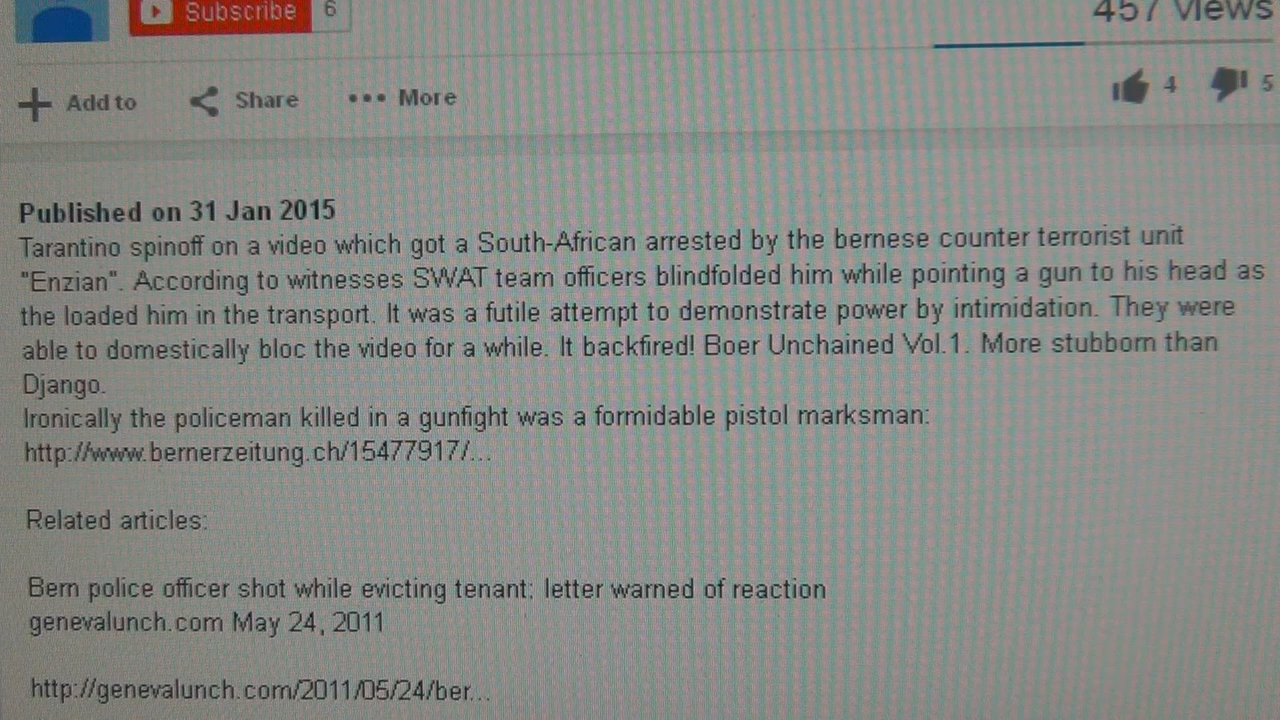 Subscribe 6
457 views
Add to Share More 4 5
Published on 31 Jan 2015
Tarantino spinoff on a video which got a South-African arrested by the bernese counter terrorist unit
"Enzian". According to witnesses SWAT team officers blindfolded him while pointing a gun to his head as
the loaded him in the transport. It was a futile attempt to demonstrate power by intimidation. They were
able to domestically bloc the video for a while. It backfired! Boer Unchained Vol.1. More stubborn than
Django.
Ironically the policeman killed in a gunfight was a formidable pistol marksman:
http://www.bernerzeitung.ch/15477917/...
Related articles:
Bern police officer shot while evicting tenant: letter warned of reaction
genevalunch.com May 24, 2011
http://genevalunch.com/2011/05/24/ber...